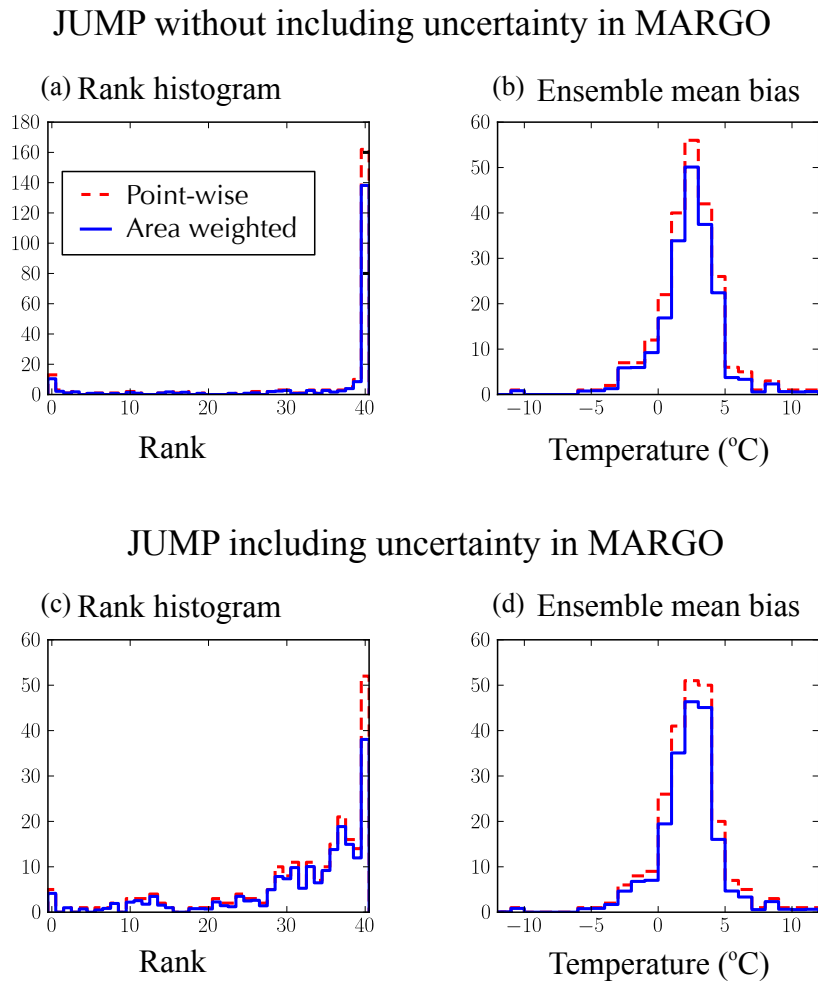 JUMP without including uncertainty in MARGO
(a) Rank histogram
180
160
140
120
100
80
60
40
20
0
0 10 20 30 40
Point-wise
Area weighted
Rank
(b) Ensemble mean bias
60
50
40
30
20
10
0
−10 −5 0 5 10
Temperature (ºC)
JUMP including uncertainty in MARGO
(c) Rank histogram
60
50
40
30
20
10
0
0 10 20 30 40
Rank
(d) Ensemble mean bias
60
50
40
30
20
10
0
−10 −5 0 5 10
Temperature (ºC)